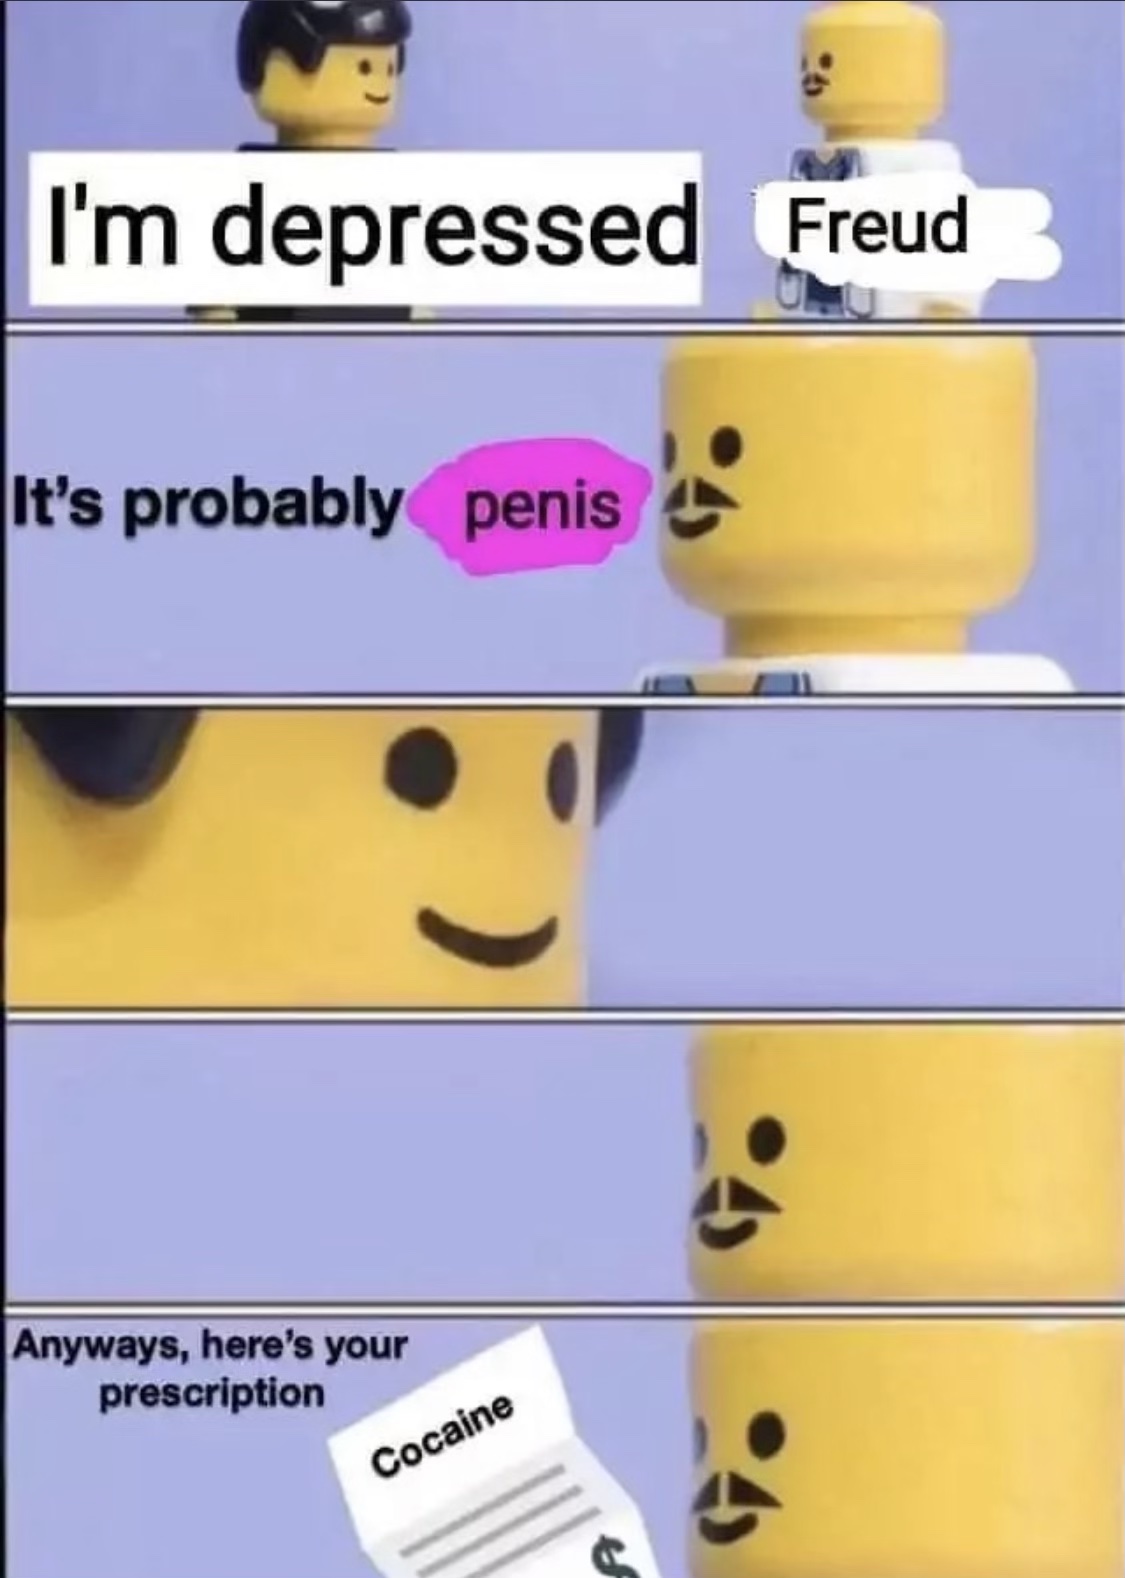 I'm depressed
Freud
It's probably penis
Anyways, here's your
prescription
Cocaine
$